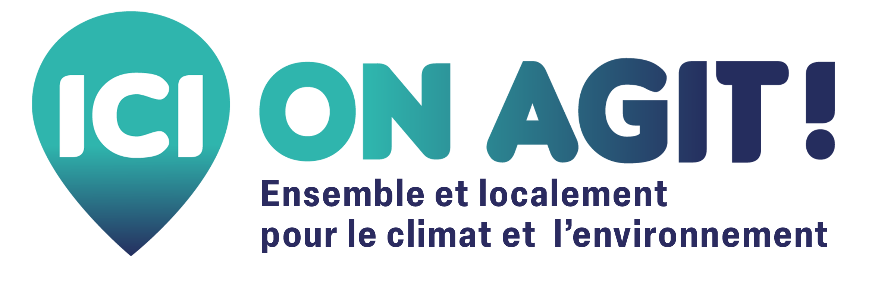 ICI ON AGIT !
Ensemble et localement
pour le climat et l'environnement